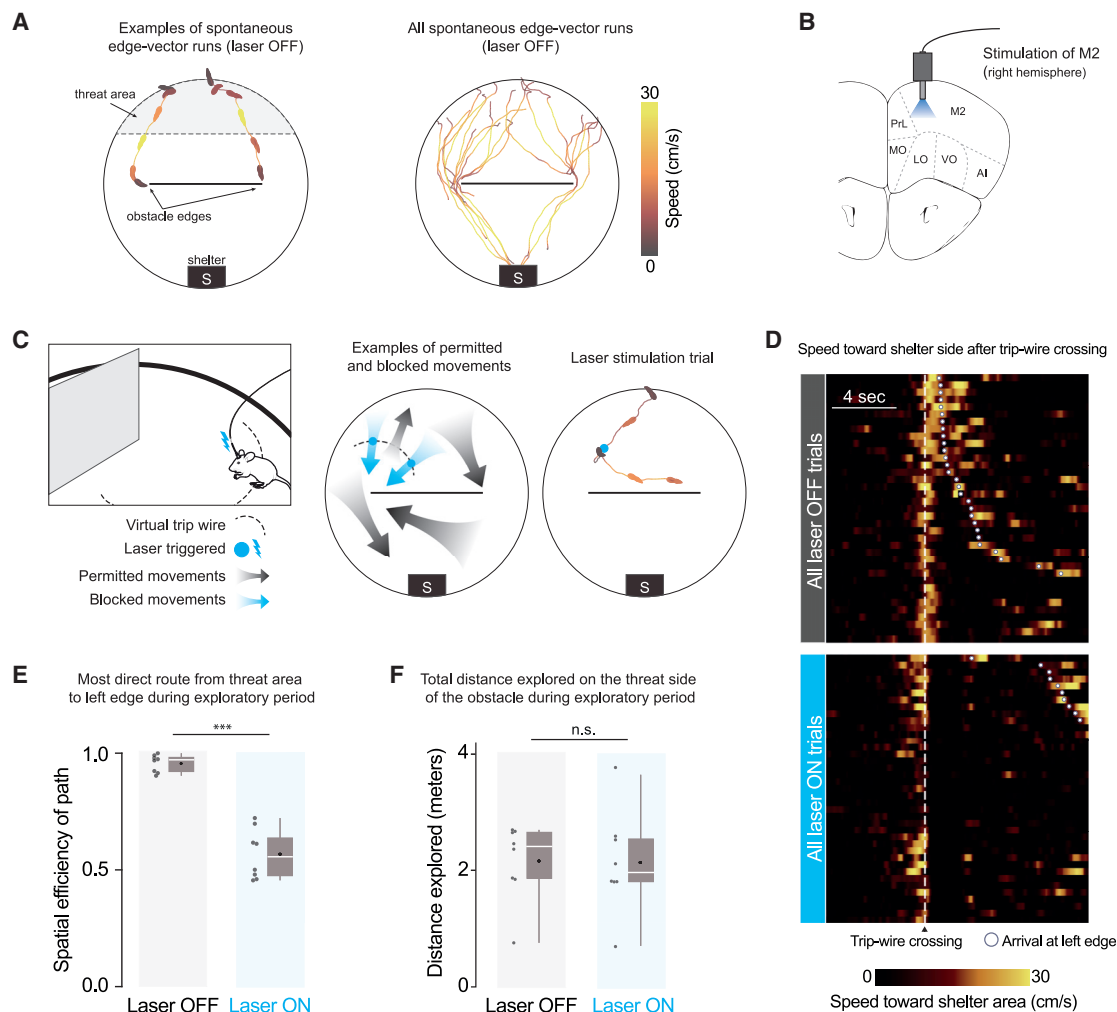 A
Examples of spontaneous
edge-vector runs (laser OFF)
threat area
obstacle edges
shelter
S
All spontaneous edge-vector runs
(laser OFF)
S
30
Speed (cm/s)
0
B
Stimulation of M2
(right hemisphere)
M2
PrL
MO
LO
VO
AI
C
Virtual trip wire
Laser triggered
Permitted movements
Blocked movements
Examples of permitted
and blocked movements
S
Laser stimulation trial
S
D
Speed toward shelter side after trip-wire crossing
All laser OFF trials
4 sec
All laser ON trials
Trip-wire crossing
Arrival at left edge
0
30
Speed toward shelter area (cm/s)
E
Most direct route from threat area
to left edge during exploratory period
***
Spatial efficiency of path
1.0
0.5
0.0
Laser OFF
Laser ON
F
Total distance explored on the threat side
of the obstacle during exploratory period
n.s.
Distance explored (meters)
4
2
0
Laser OFF
Laser ON